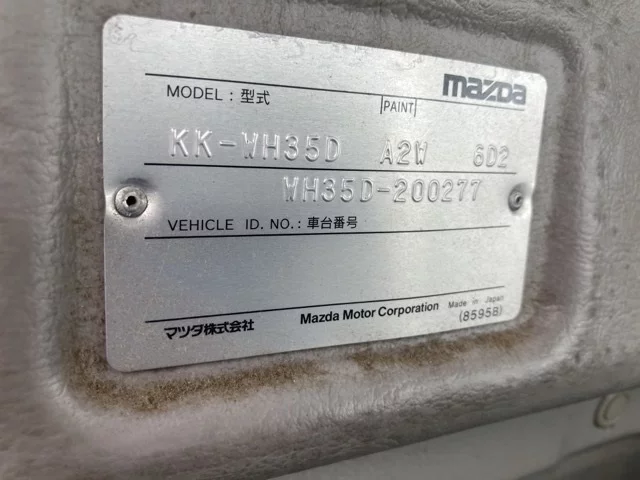 mazda
MODEL : 型式 PAINT
KK-WH35D A2W 6D2
WH35D-200277
VEHICLE ID. NO. : 車台番号
マツダ株式会社 Mazda Motor Corporation Made in Japan
(85958)